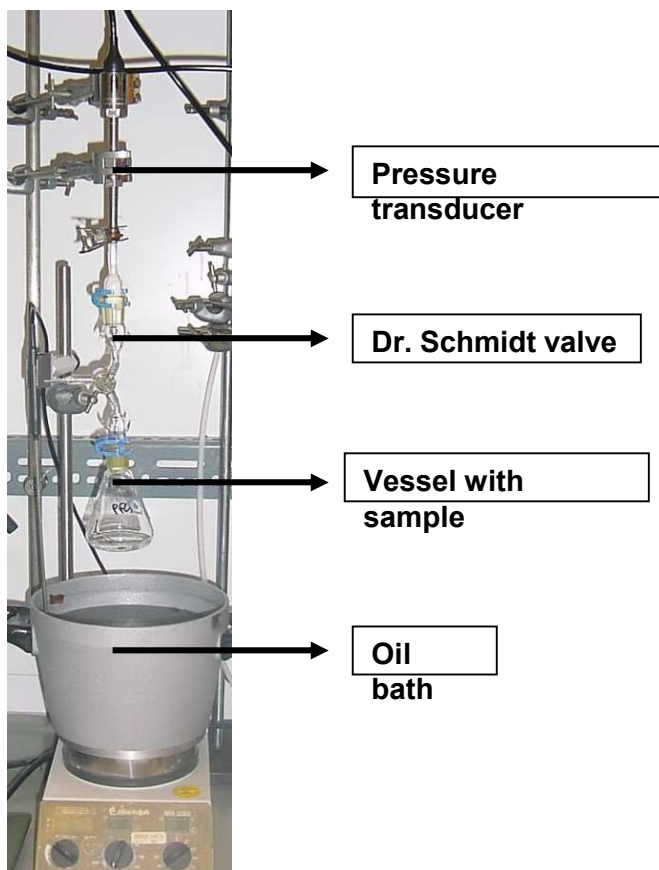 Pressure
transducer
Dr. Schmidt valve
Vessel with
sample
Oil
bath